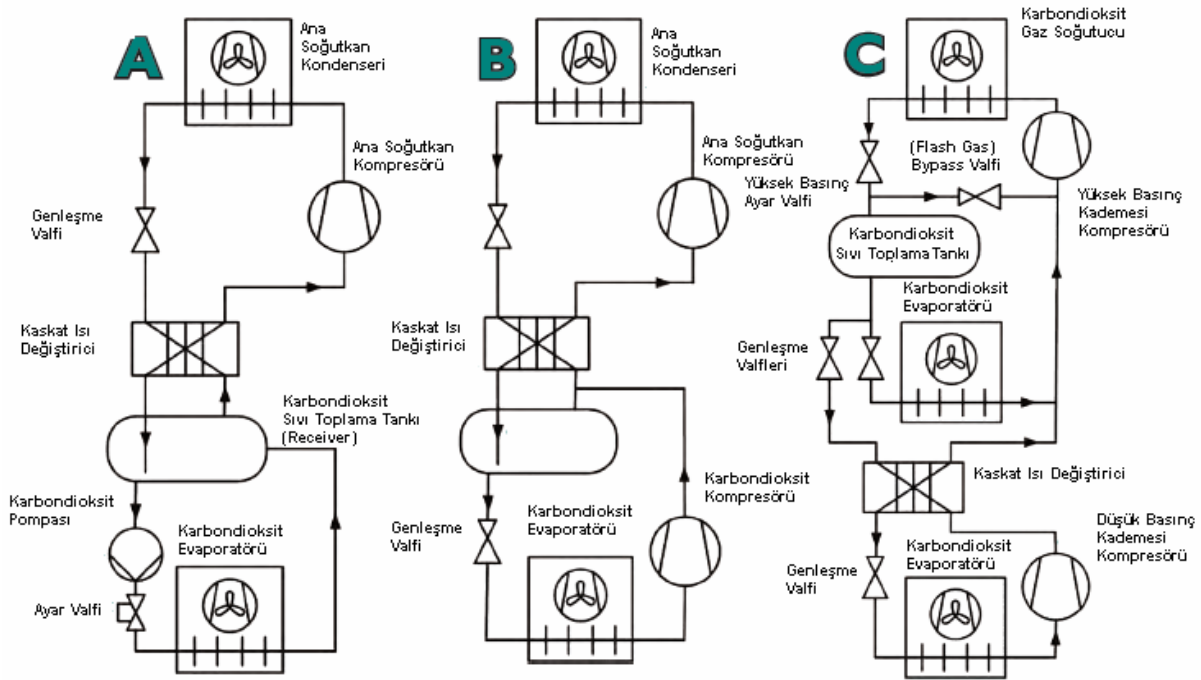 A
Ana
Soğutkan
Kondenseri
Ana Soğutkan
Kompresörü
Genleşme
Valfi
Kaskat Isı
Değiştirici
Karbondioksit
Sıvı Toplama Tankı
(Receiver)
Karbondioksit
Pompası
Karbondioksit
Evaporatörü
Ayar Valfi
B
Ana
Soğutkan
Kondenseri
Ana Soğutkan
Kompresörü
Kaskat Isı
Değiştirici
Karbondioksit
Kompresörü
Genleşme
Valfi
Karbondioksit
Evaporatörü
C
Karbondioksit
Gaz Soğutucu
(Flash Gas)
Bypass Valfi
Yüksek Basınç
Ayar Valfi
Yüksek Basınç
Kademesi
Kompresörü
Karbondioksit
Sıvı Toplama Tankı
Karbondioksit
Evaporatörü
Genleşme
Valfleri
Kaskat Isı Değiştirici
Düşük Basınç
Kademesi
Kompresörü
Karbondioksit
Evaporatörü
Genleşme
Valfi